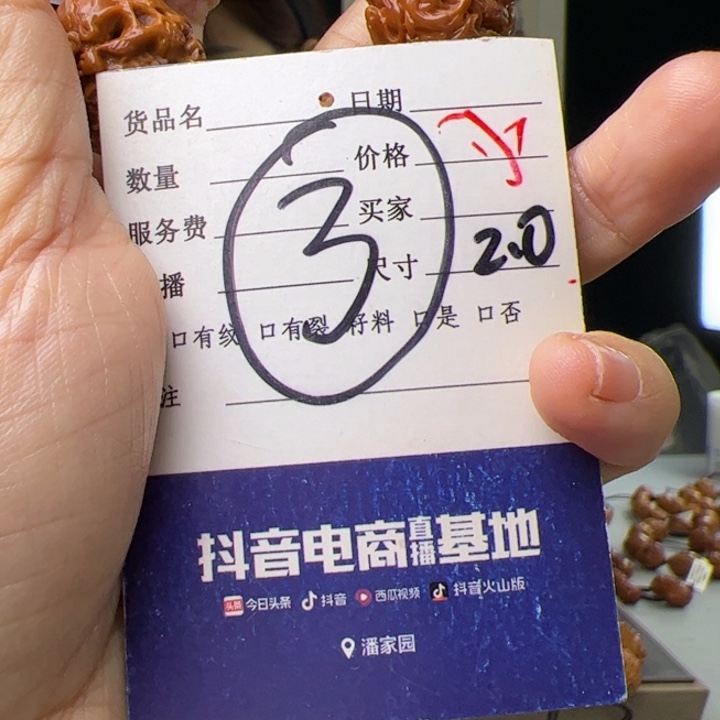 货品名 日期
数量 价格
服务费 买家
播 尺寸 2.0
口有纹 口有裂 籽料 口是 口否
注
3
抖音电商直播基地
头条 今日头条 抖音 西瓜视频 抖音火山版
潘家园